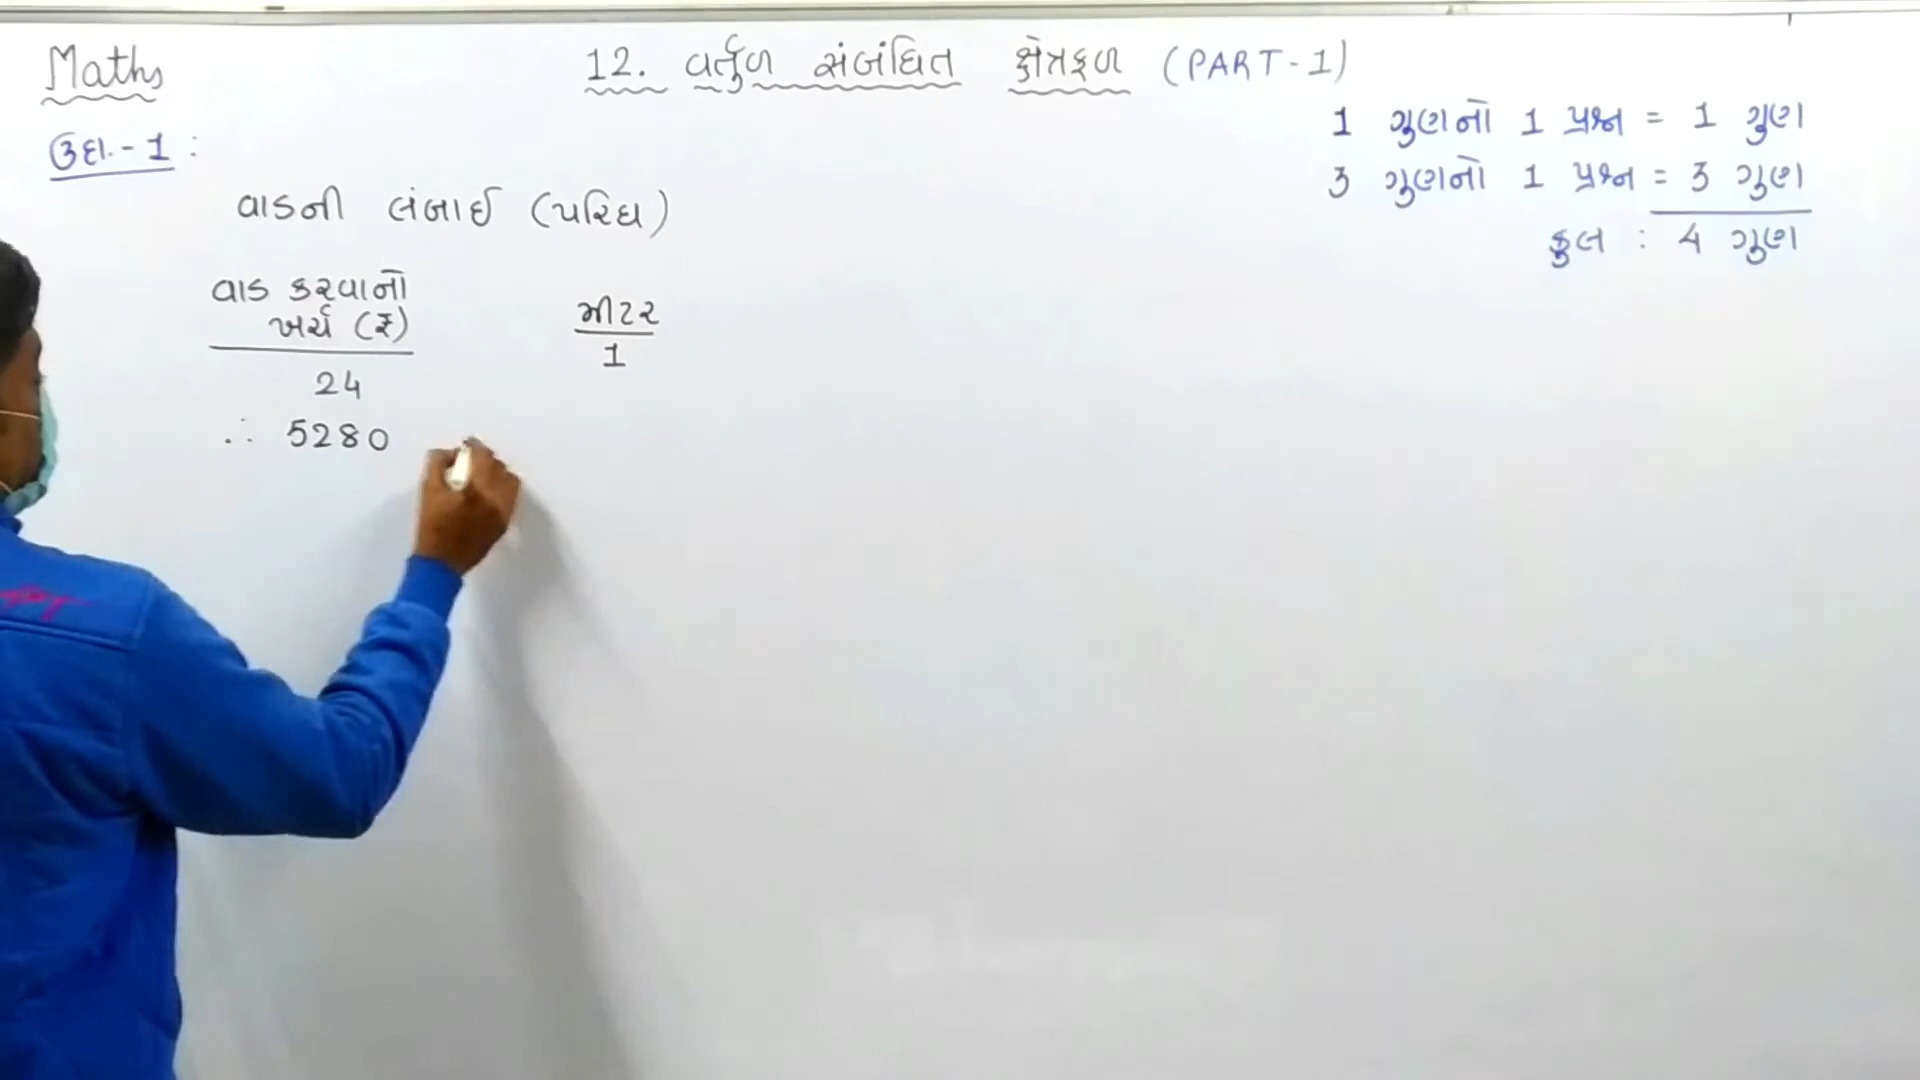 Maths
12. વર્તુળ સંબંધિત ક્ષેત્રફળ (PART-1)
1 ગુણનો 1 પ્રશ્ન = 1 ગુણ
3 ગુણનો 1 પ્રશ્ન = 3 ગુણ
કુલ : 4 ગુણ
ઉદા.-1 :
વાડની લંબાઈ (પરિઘ)
વાડ કરવાનો
ખર્ચ (₹)
મીટર
24
1
∴ 5280